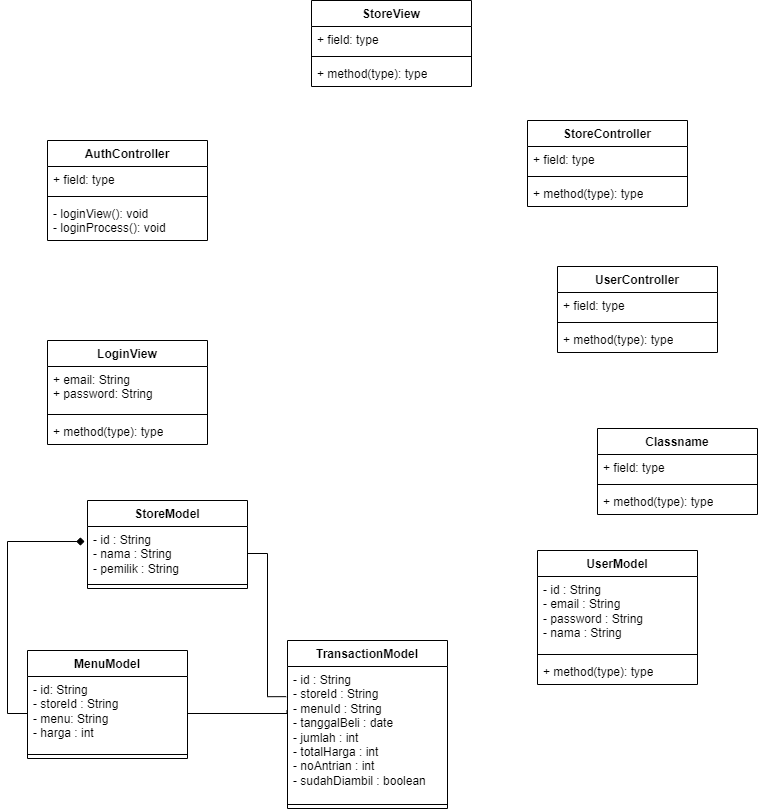 StoreView
+ field: type
+ method(type): type
StoreController
+ field: type
+ method(type): type
AuthController
+ field: type
- loginView(): void
- loginProcess(): void
UserController
+ field: type
+ method(type): type
LoginView
+ email: String
+ password: String
+ method(type): type
Classname
+ field: type
+ method(type): type
StoreModel
- id : String
- nama : String
- pemilik : String
UserModel
- id : String
- email : String
- password : String
- nama : String
+ method(type): type
MenuModel
- id: String
- storeId : String
- menu: String
- harga : int
TransactionModel
- id : String
- storeId : String
- menuId : String
- tanggalBeli : date
- jumlah : int
- totalHarga : int
- noAntrian : int
- sudahDiambil : boolean